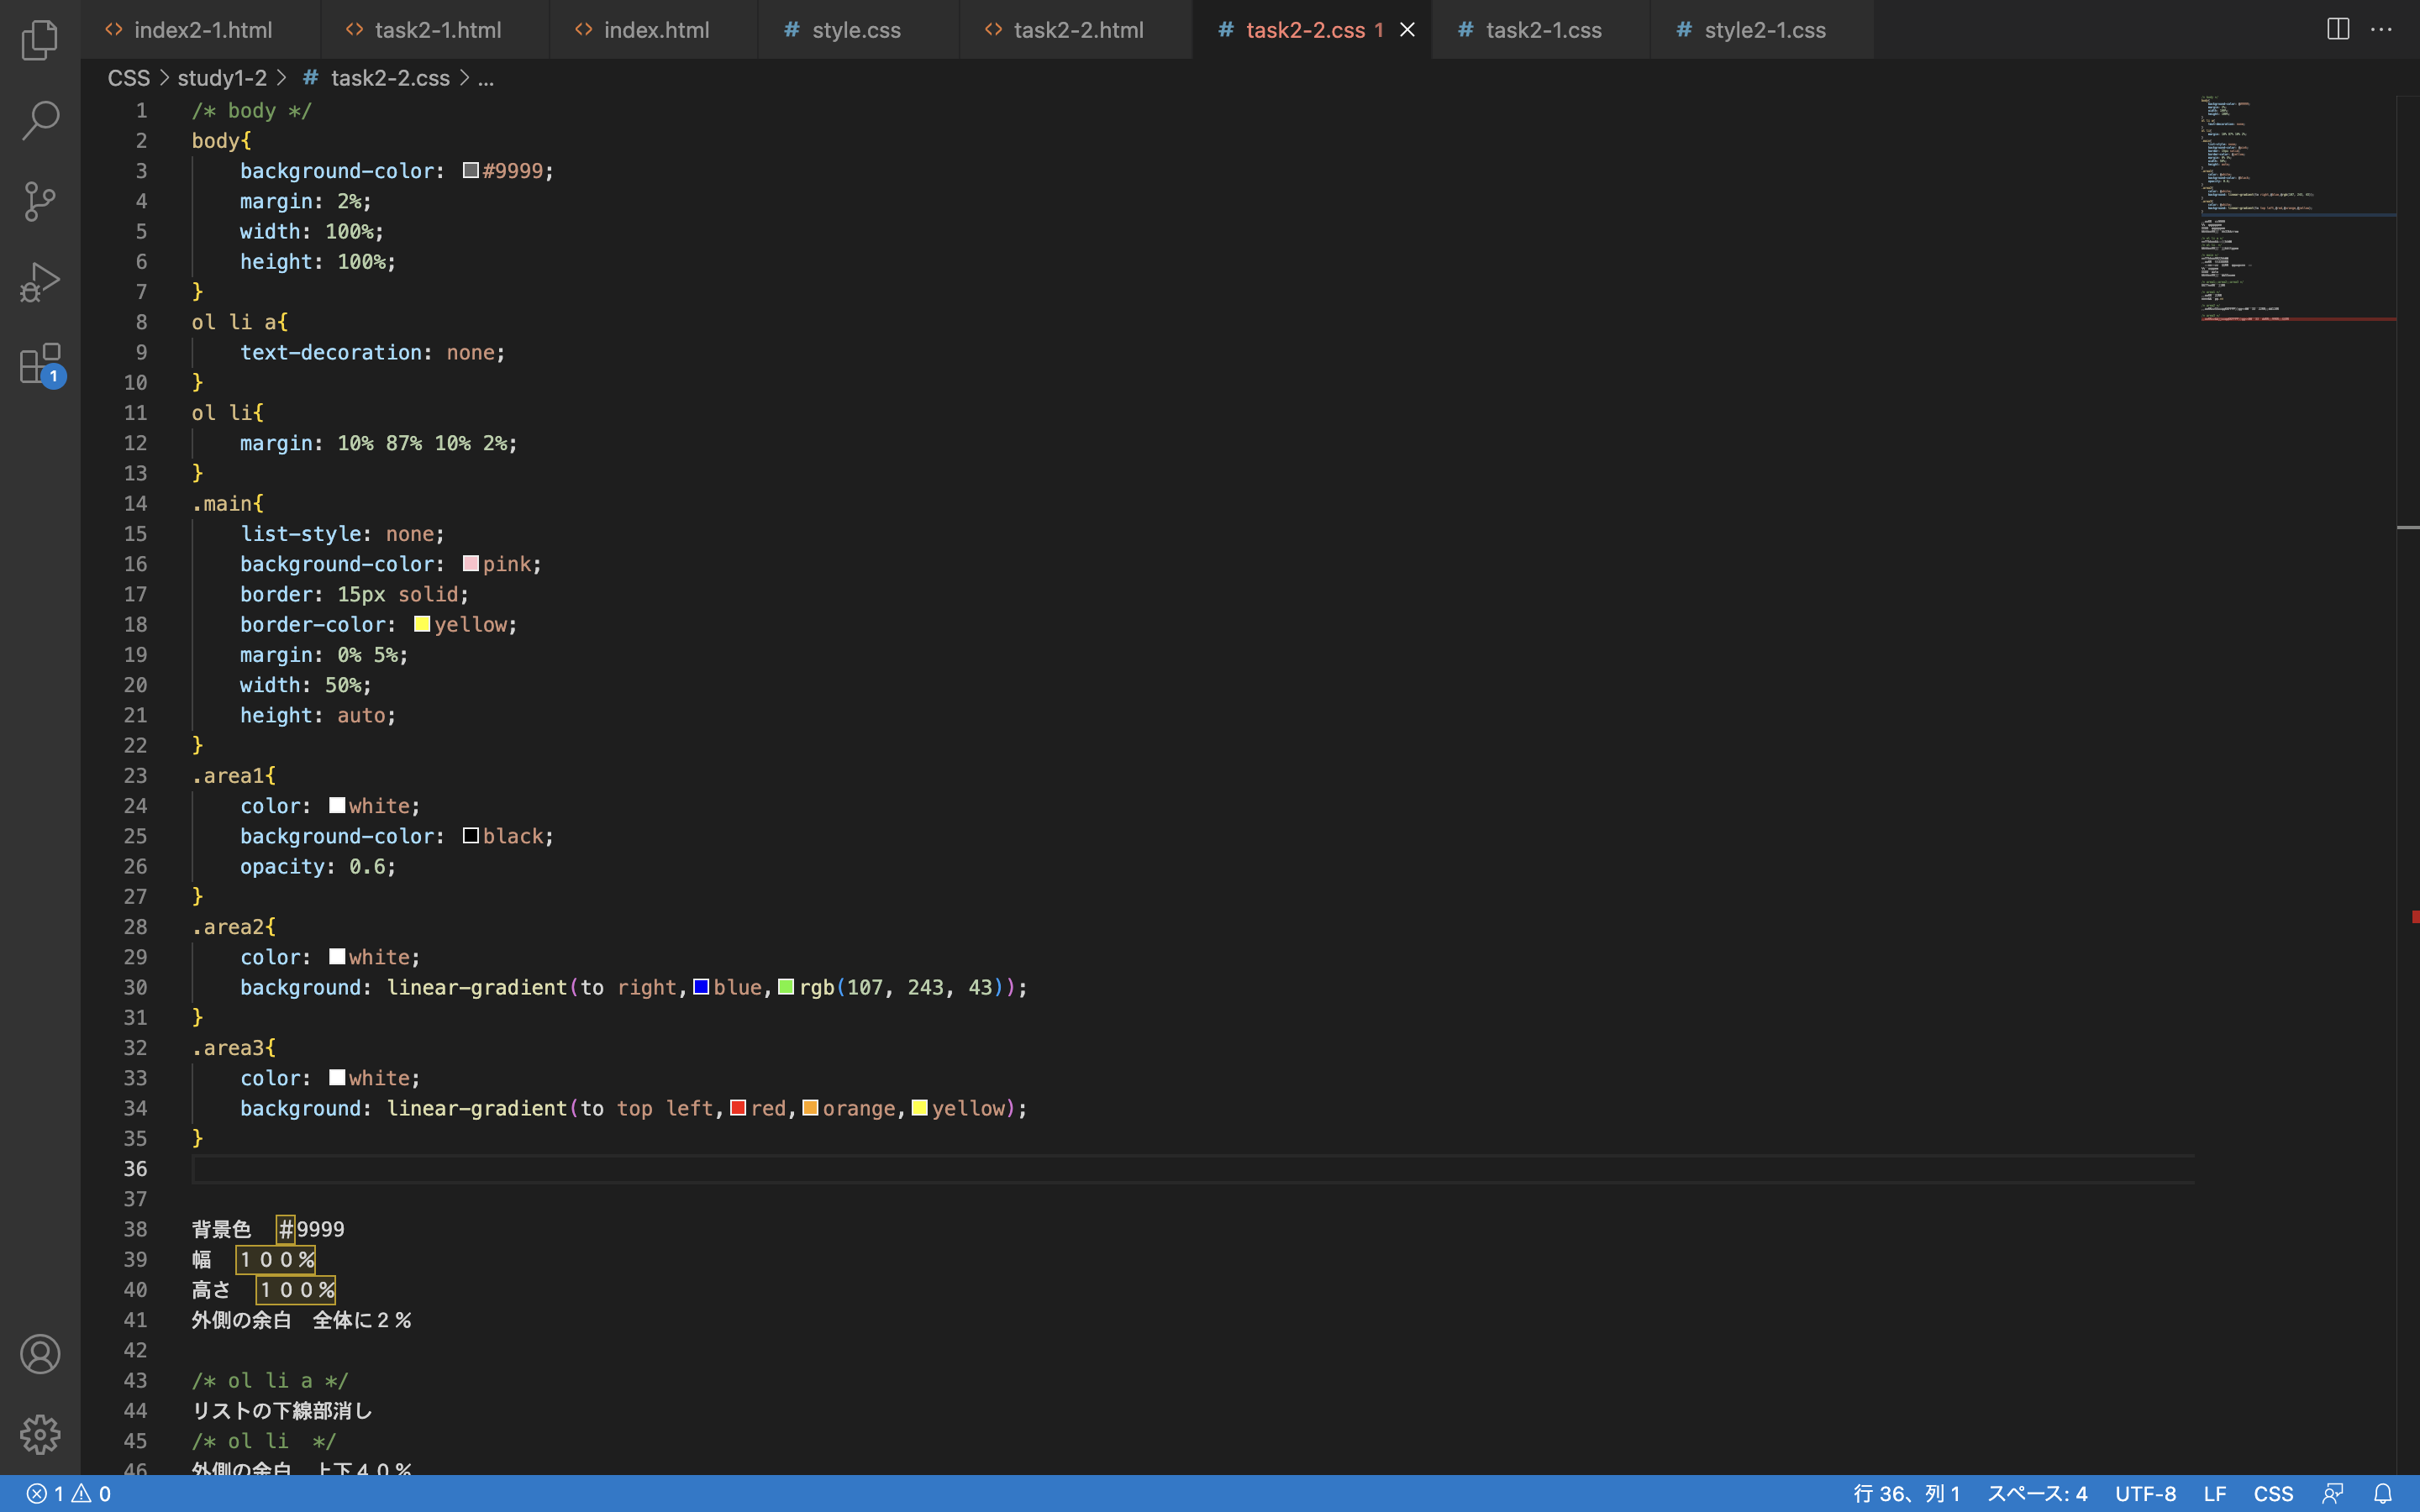 index2-1.html task2-1.html index.html style.css task2-2.html task2-2.css 1 task2-1.css style2-1.css
CSS > study1-2 > # task2-2.css > ...
1 /* body */
2 body{
3 background-color: #9999;
4 margin: 2%;
5 width: 100%;
6 height: 100%;
7 }
8 ol li a{
9 text-decoration: none;
10 }
11 ol li{
12 margin: 10% 87% 10% 2%;
13 }
14 .main{
15 list-style: none;
16 background-color: pink;
17 border: 15px solid;
18 border-color: yellow;
19 margin: 0% 5%;
20 width: 50%;
21 height: auto;
22 }
23 .area1{
24 color: white;
25 background-color: black;
26 opacity: 0.6;
27 }
28 .area2{
29 color: white;
30 background: linear-gradient(to right,blue,rgb(107, 243, 43));
31 }
32 .area3{
33 color: white;
34 background: linear-gradient(to top left,red,orange,yellow);
35 }
36
37
38 背景色　#9999
39 幅　１００％
40 高さ　１００％
41 外側の余白　全体に２％
42
43 /* ol li a */
44 リストの下線部消し
45 /* ol li  */
46 外側の余白　上下４０％
1 0 行 36、列 1 スペース: 4 UTF-8 LF CSS